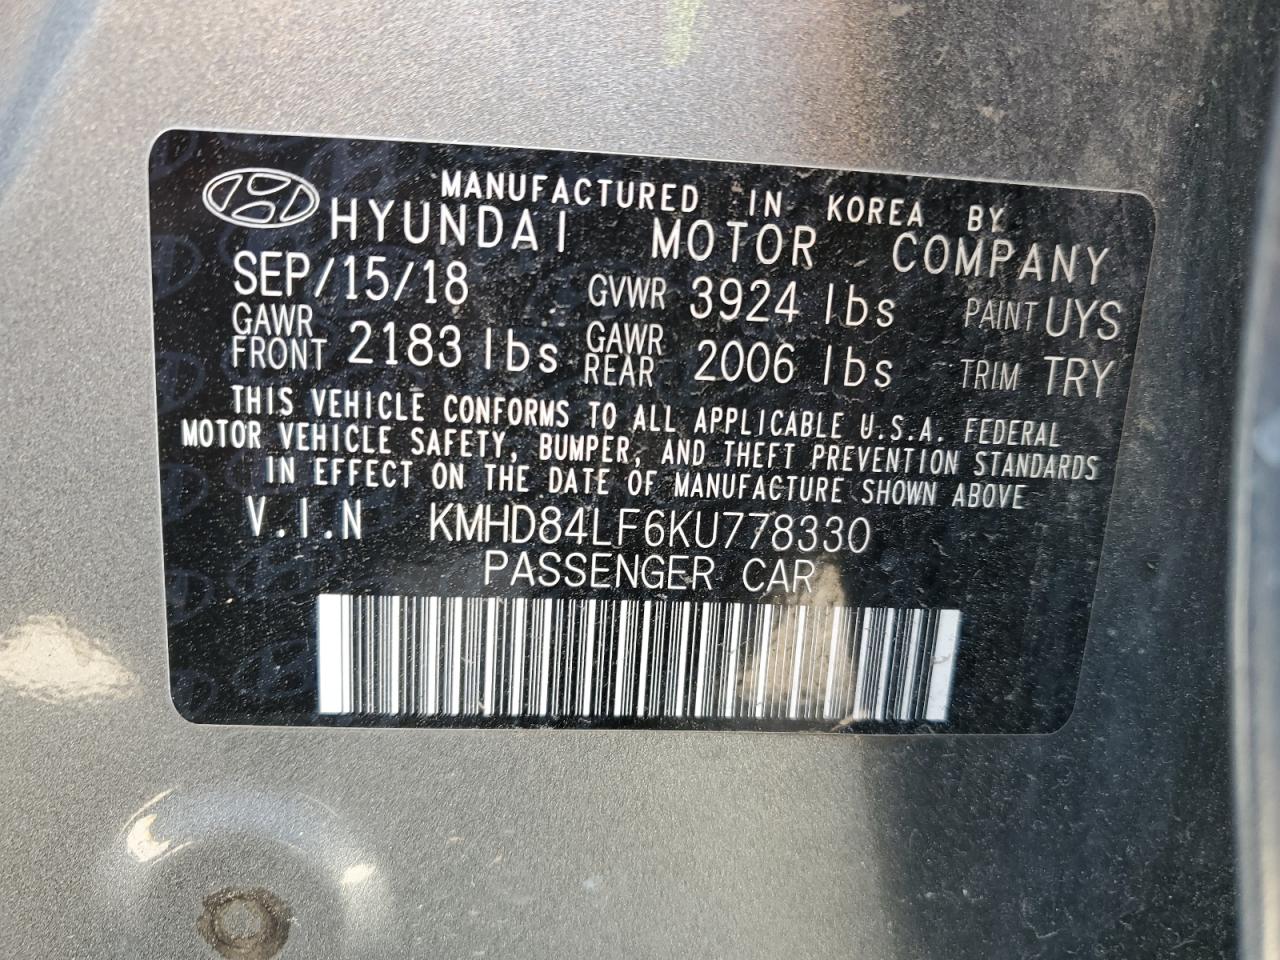 MANUFACTURED IN KOREA BY
HYUNDAI MOTOR COMPANY
SEP/15/18 GVWR 3924 lbs PAINT UYS
GAWR FRONT 2183 lbs GAWR REAR 2006 lbs TRIM TRY
THIS VEHICLE CONFORMS TO ALL APPLICABLE U.S.A. FEDERAL
MOTOR VEHICLE SAFETY, BUMPER, AND THEFT PREVENTION STANDARDS
IN EFFECT ON THE DATE OF MANUFACTURE SHOWN ABOVE
V.I.N KMHD84LF6KU778330
PASSENGER CAR